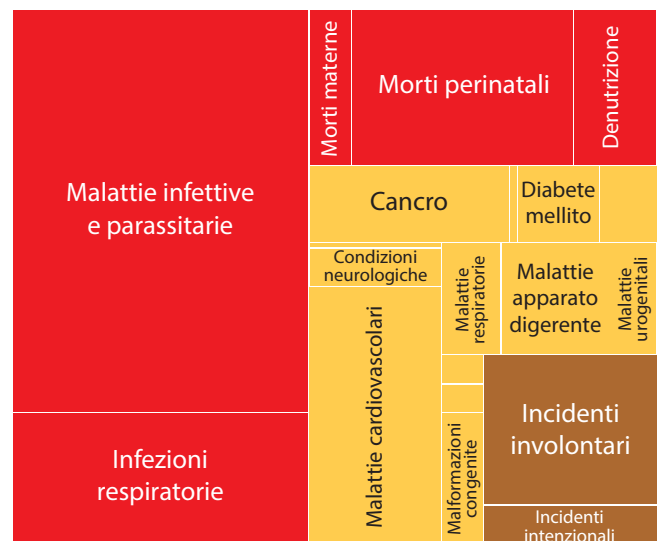 Malattie infettive
e parassitarie
Infezioni
respiratorie
Morti materne
Morti perinatali
Denutrizione
Cancro
Diabete
mellito
Condizioni
neurologiche
Malattie cardiovascolari
Malattie
respiratorie
Malattie
apparato
digerente
Malattie
urogenitali
Malformazioni
congenite
Incidenti
involontari
Incidenti
intenzionali